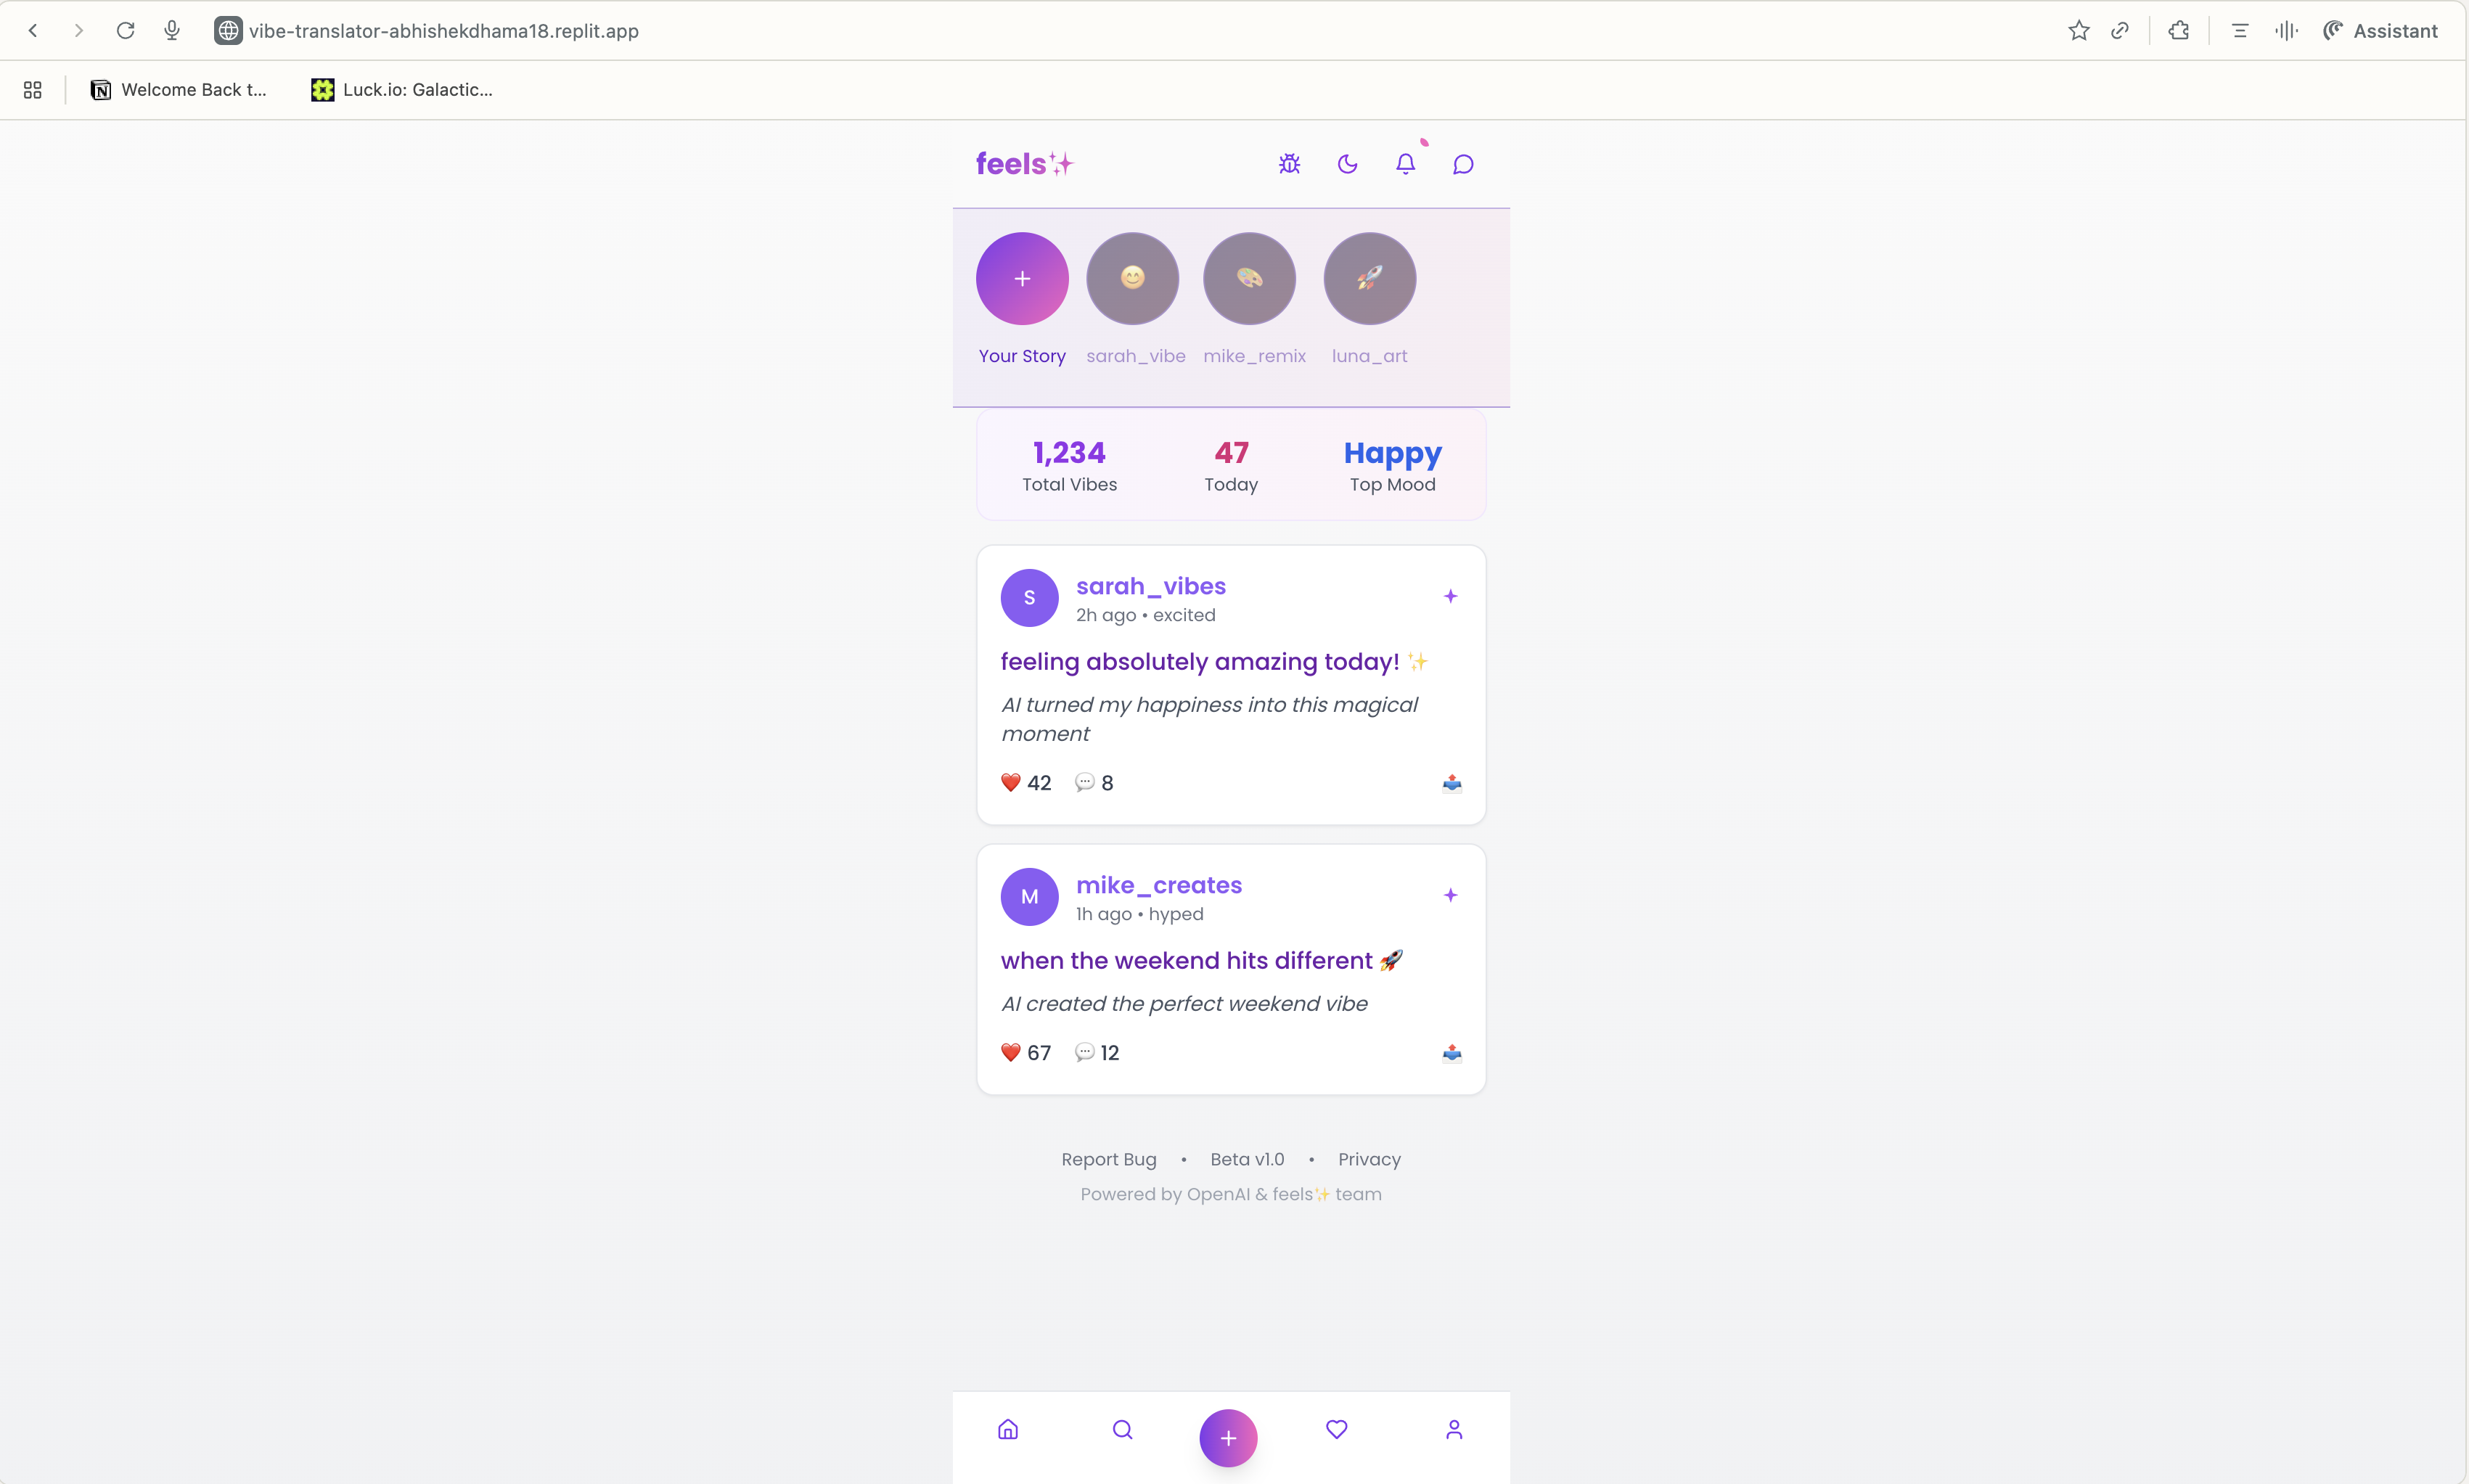 vibe-translator-abhishekdhama18.replit.app
Assistant
Welcome Back t...
Luck.io: Galactic...
feels✨
Your Story
sarah_vibe
mike_remix
luna_art
1,234
47
Happy
Total Vibes
Today
Top Mood
S
sarah_vibes
2h ago • excited
feeling absolutely amazing today! ✨
AI turned my happiness into this magical
moment
❤️ 42 💬 8
M
mike_creates
1h ago • hyped
when the weekend hits different 🚀
AI created the perfect weekend vibe
❤️ 67 💬 12
Report Bug • Beta v1.0 • Privacy
Powered by OpenAI & feels✨ team